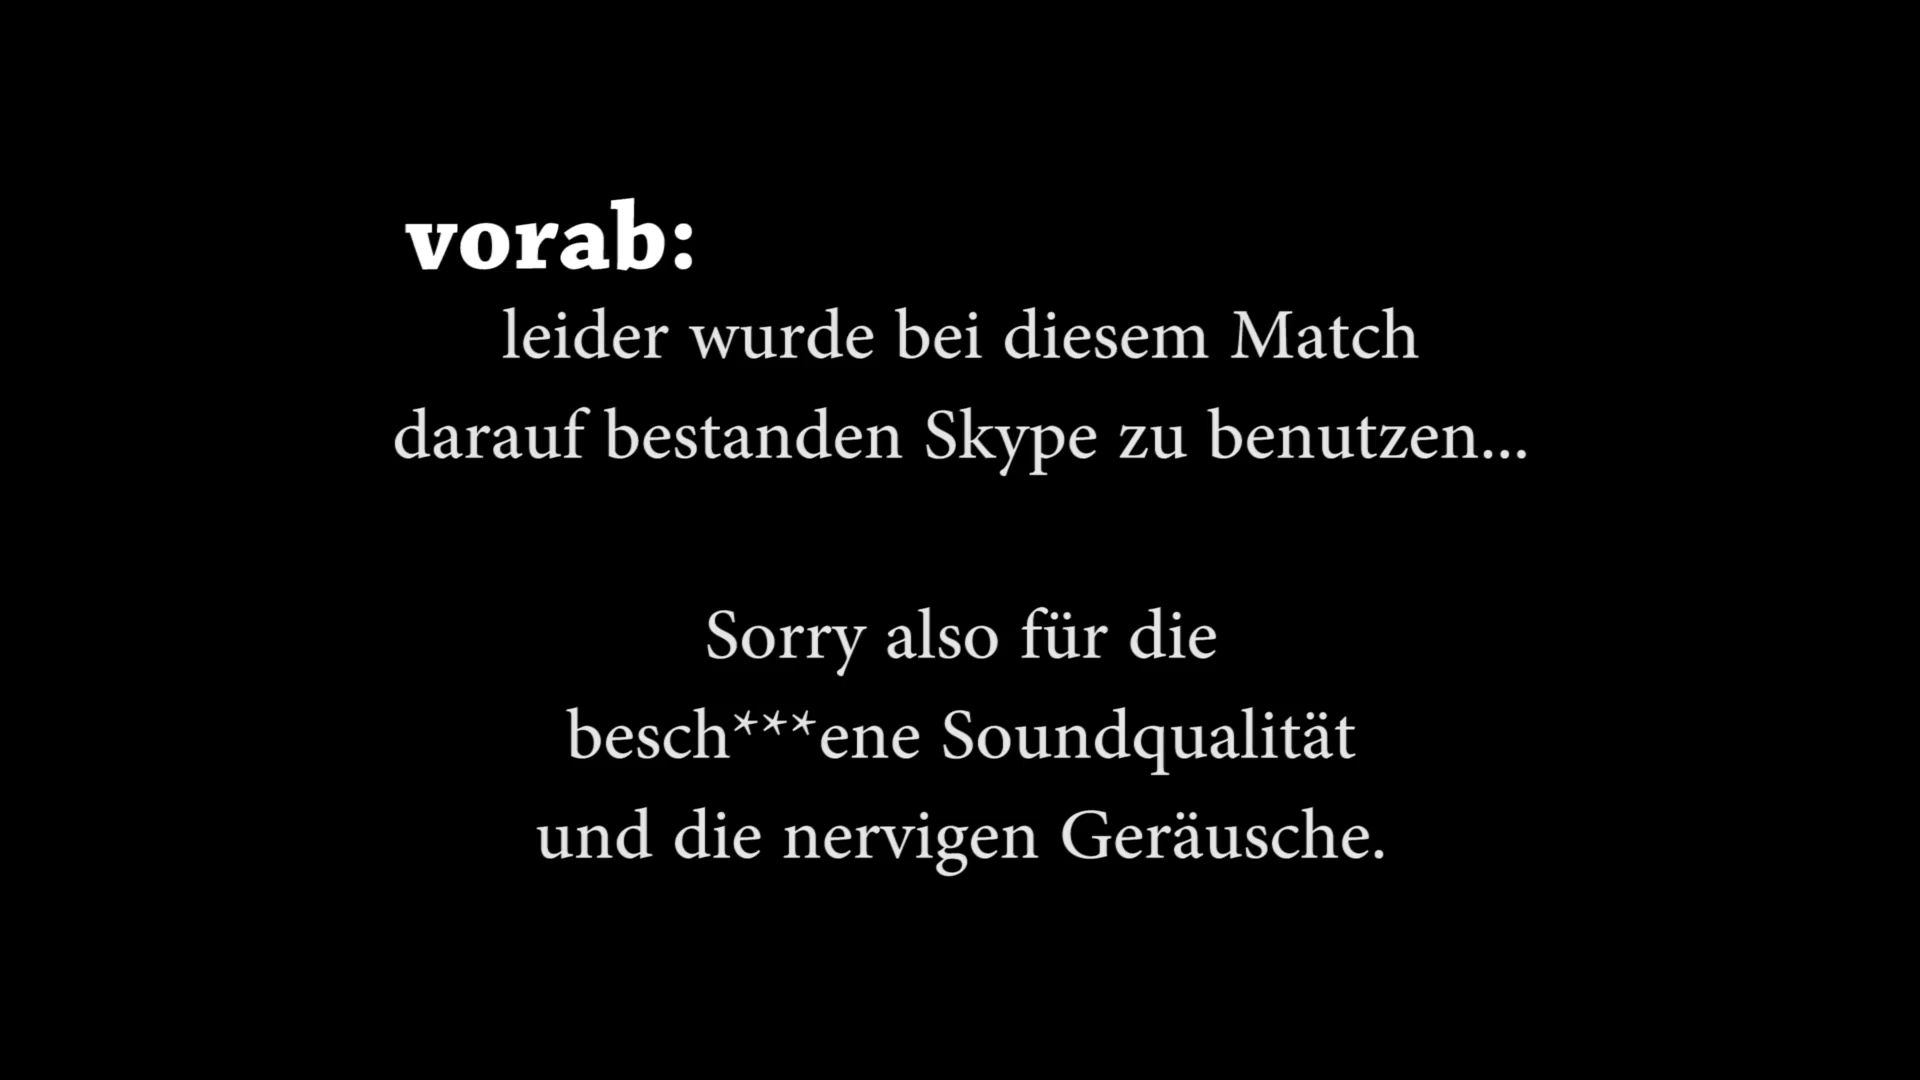 vorab:
leider wurde bei diesem Match
darauf bestanden Skype zu benutzen...
Sorry also für die
besch***ene Soundqualität
und die nervigen Geräusche.